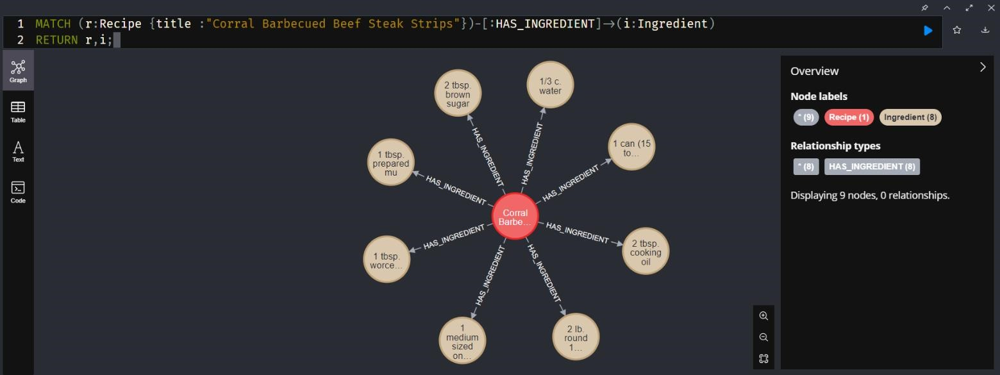 1 MATCH (r:Recipe {title :"Corral Barbecued Beef Steak Strips"})-[:HAS_INGREDIENT]->(i:Ingredient)
2 RETURN r,i;
Graph
Table
Text
Code
2 tbsp.
brown
sugar
1/3 c.
water
1 can (15
to...
1 tbsp.
prepared
mu
HAS_INGREDIENT
HAS_INGREDIENT
HAS_INGREDIENT
HAS_INGREDIENT
Corral
Barbe...
HAS_INGREDIENT
HAS_INGREDIENT
HAS_INGREDIENT
HAS_INGREDIENT
1 tbsp.
worce...
2 tbsp.
cooking
oil
1
medium
sized
on...
2 lb.
round
1...
Overview
Node labels
* (9) Recipe (1) Ingredient (8)
Relationship types
* (8) HAS_INGREDIENT (8)
Displaying 9 nodes, 0 relationships.